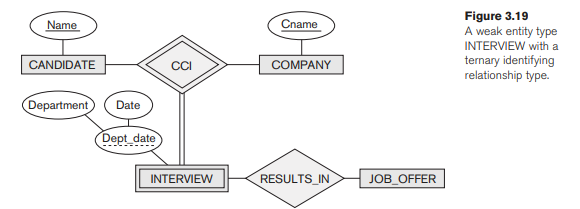 Name
Cname
CANDIDATE
CCI
COMPANY
Department
Date
Dept_date
INTERVIEW
RESULTS_IN
JOB_OFFER
Figure 3.19
A weak entity type
INTERVIEW with a
ternary identifying
relationship type.